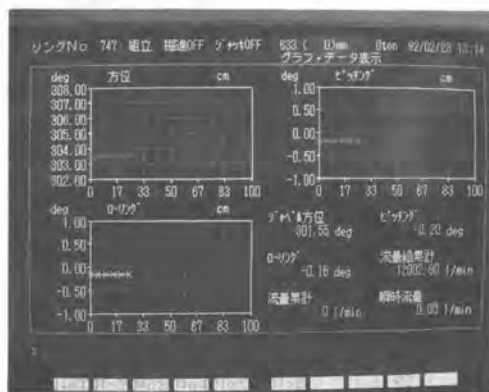 リングNo 747 組立 掘進OFF ジャッキOFF 633 ( 0)mm 0ton 92/02/23 13:14
グラフ・データ表示
deg 方位 cm
308.00
307.00
306.00
305.00
304.00
303.00
302.00
0 17 33 50 67 83 100
deg ピッチング cm
1.00
0.50
0.00
-0.50
-1.00
0 17 33 50 67 83 100
deg ローリング cm
1.00
0.50
-0.00
-0.50
-1.00
0 17 33 50 67 83 100
方位 ピッチング
301.55 deg -0.20 deg
ローリング 流量総累計
-0.16 deg l/min
流量累計 瞬時流量
0 l/min 0.00 l/min